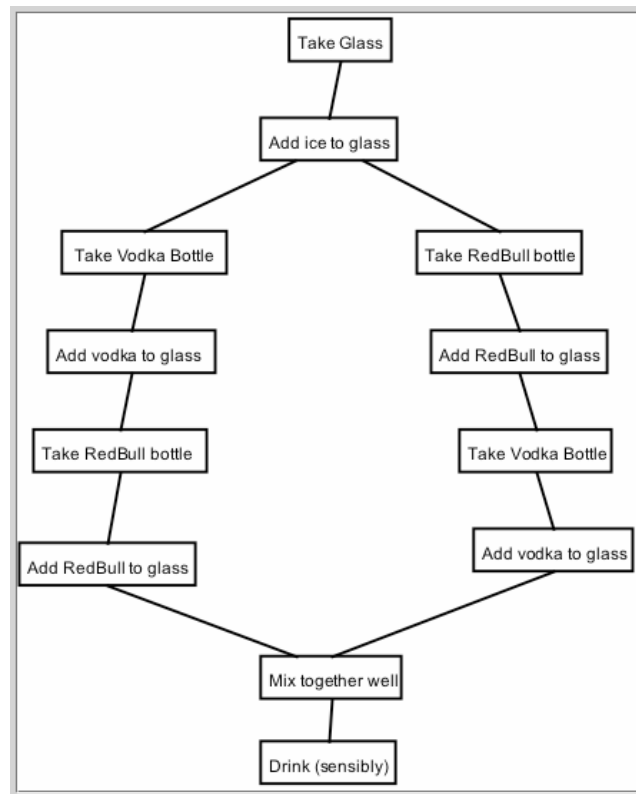 Take Glass
Add ice to glass
Take Vodka Bottle
Take RedBull bottle
Add vodka to glass
Add RedBull to glass
Take RedBull bottle
Take Vodka Bottle
Add RedBull to glass
Add vodka to glass
Mix together well
Drink (sensibly)